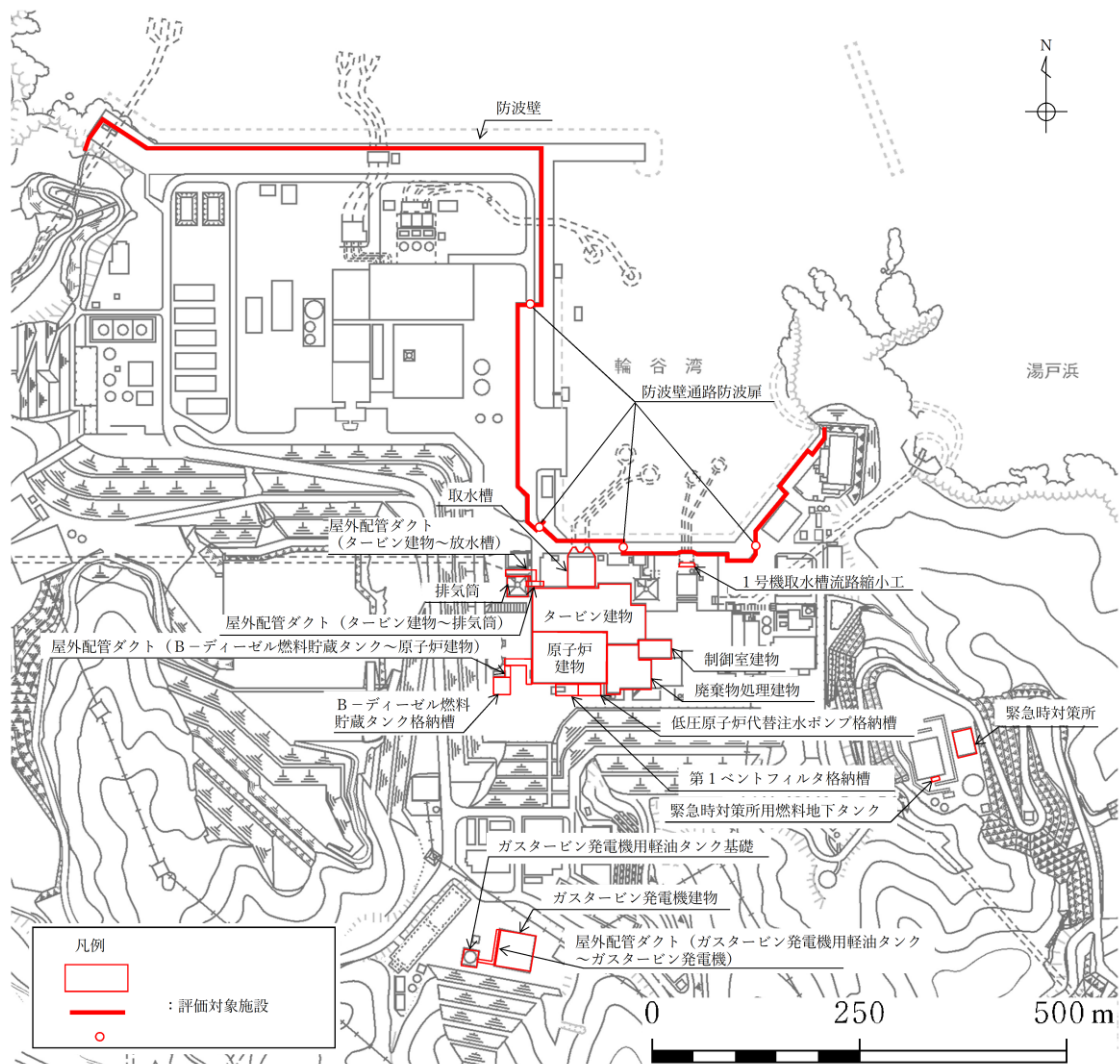 N
防波壁
輪谷湾
湯戸浜
防波壁通路防波扉
取水槽
屋外配管ダクト
(タービン建物~放水槽)
排気筒
1号機取水槽流路縮小工
屋外配管ダクト(タービン建物~排気筒)
タービン建物
屋外配管ダクト(B-ディーゼル燃料貯蔵タンク~原子炉建物)
原子炉
建物
制御室建物
廃棄物処理建物
B-ディーゼル燃料
貯蔵タンク格納槽
低圧原子炉代替注水ポンプ格納槽
緊急時対策所
第1ベントフィルタ格納槽
緊急時対策所用燃料地下タンク
ガスタービン発電機用軽油タンク基礎
ガスタービン発電機建物
屋外配管ダクト(ガスタービン発電機用軽油タンク
~ガスタービン発電機)
凡例
:評価対象施設
0 250 500 m